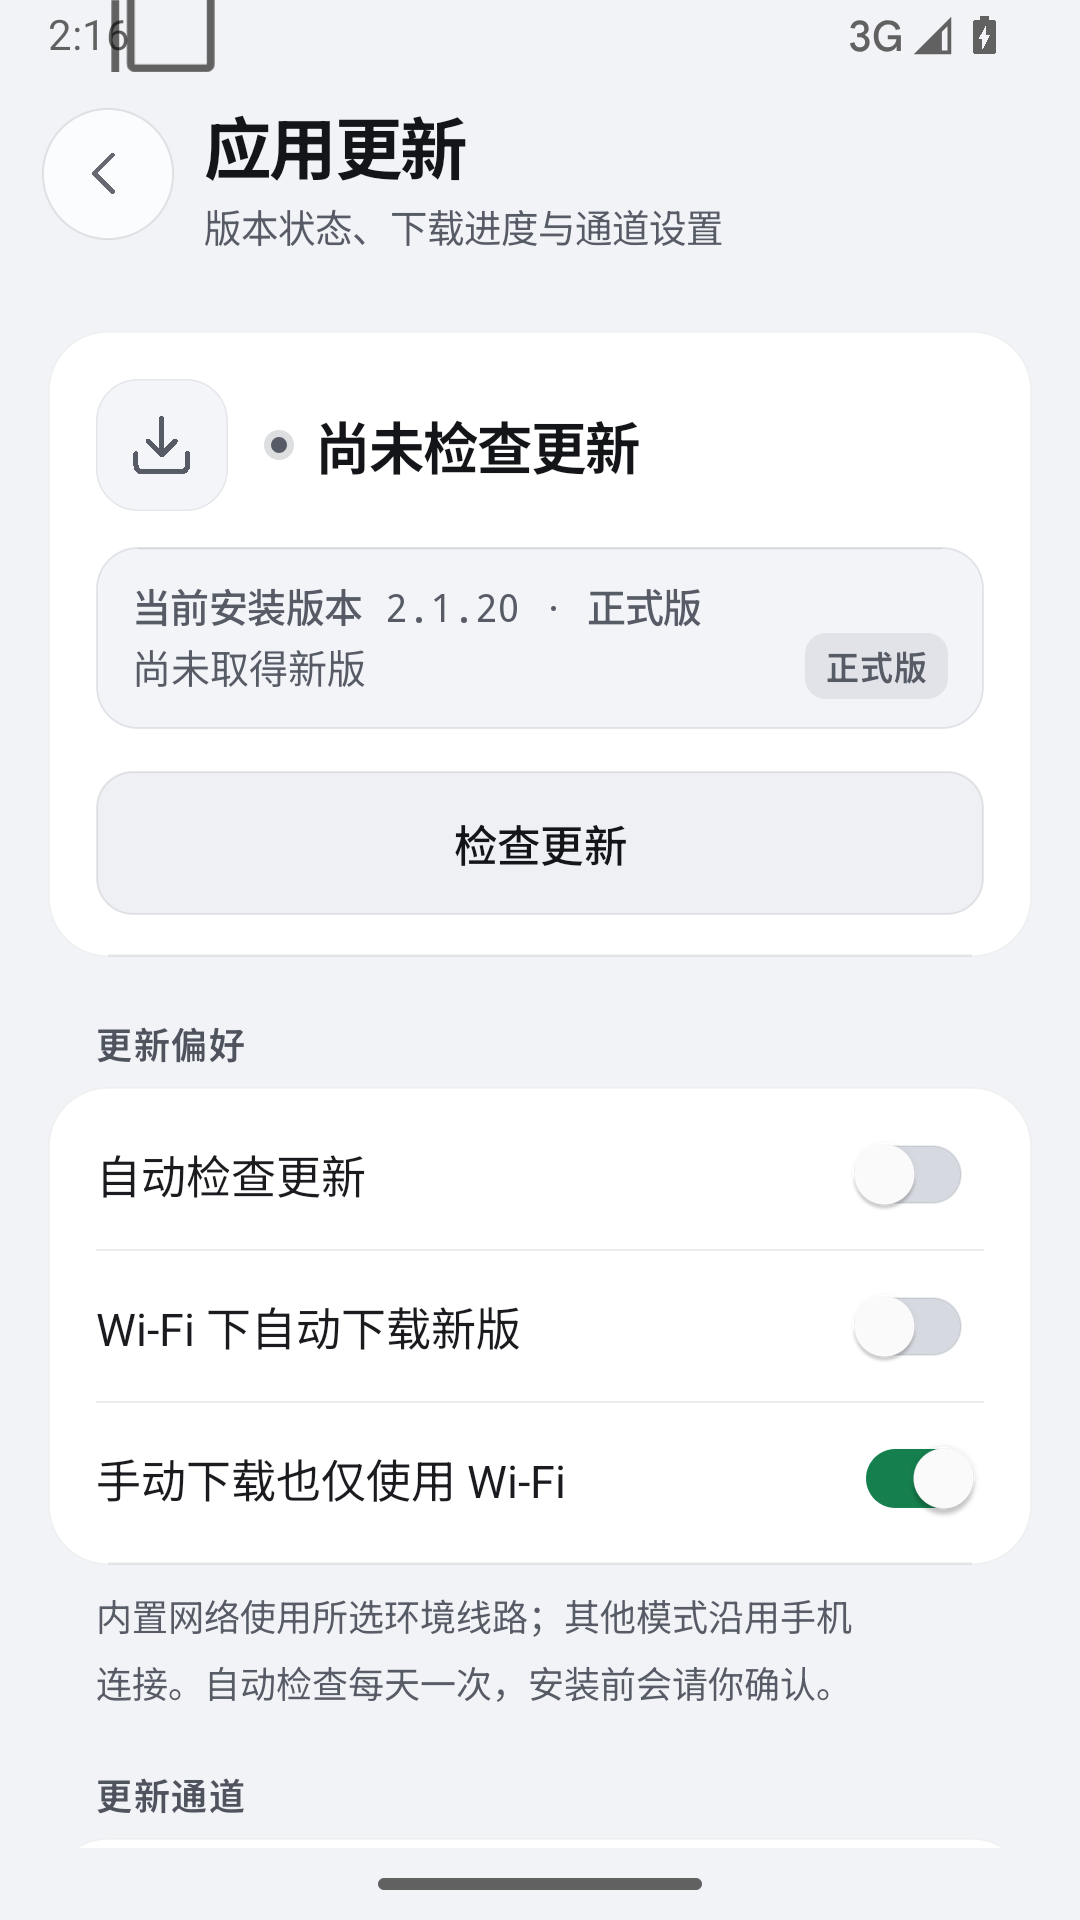 2:16
3G
应用更新
版本状态、下载进度与通道设置
尚未检查更新
当前安装版本 2.1.20 · 正式版
尚未取得新版
正式版
检查更新
更新偏好
自动检查更新
Wi-Fi 下自动下载新版
手动下载也仅使用 Wi-Fi
内置网络使用所选环境线路；其他模式沿用手机
连接。自动检查每天一次，安装前会请你确认。
更新通道